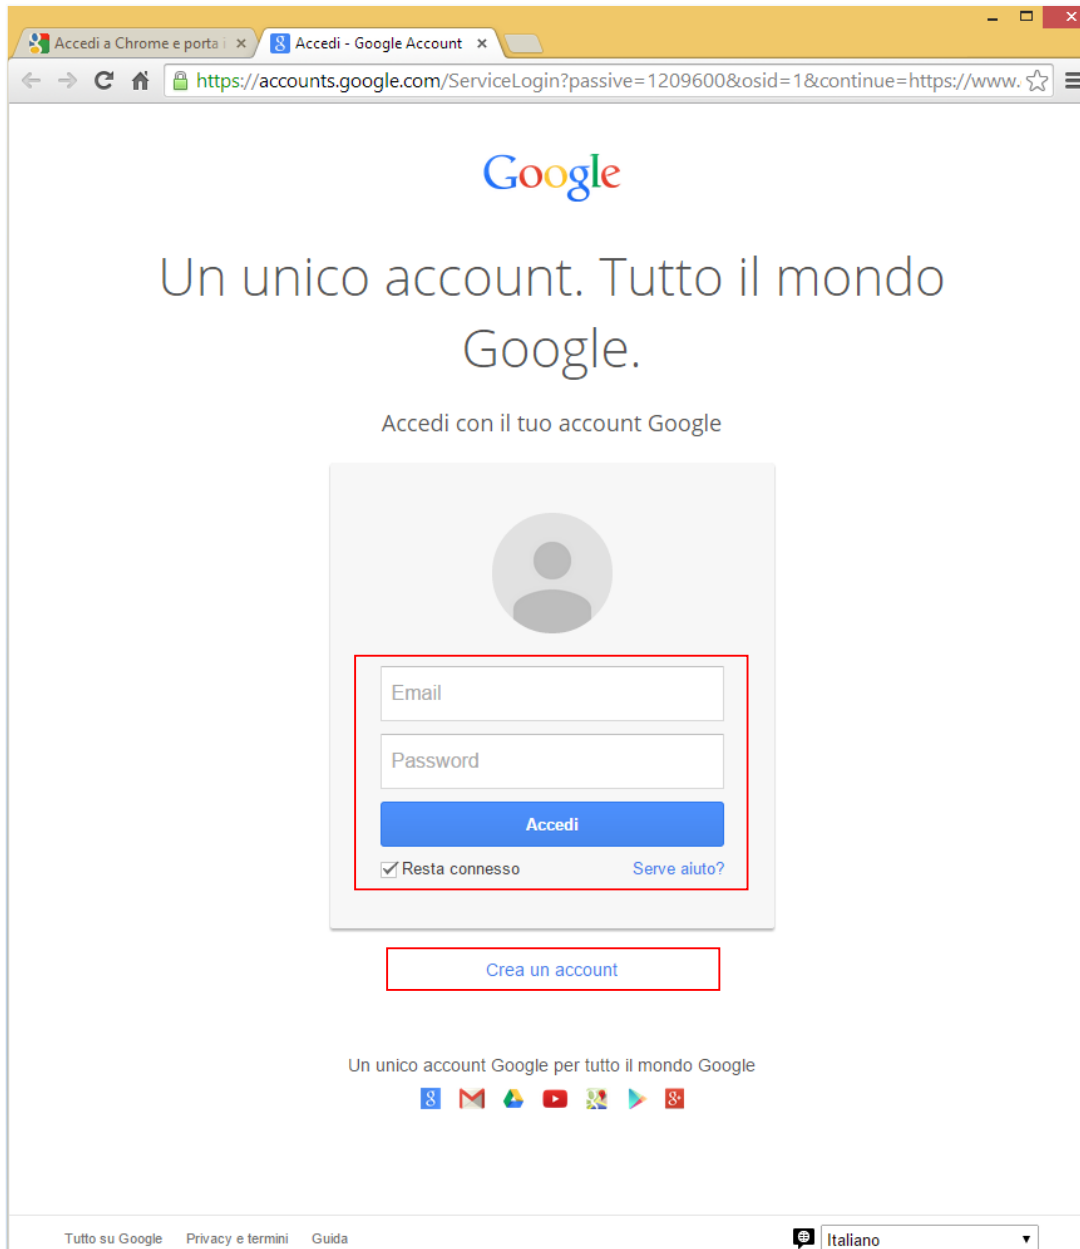 Accedi a Chrome e porta i
Accedi - Google Account
https://accounts.google.com/ServiceLogin?passive=1209600&osid=1&continue=https://www.
Google
Un unico account. Tutto il mondo
Google.
Accedi con il tuo account Google
Email
Password
Accedi
Resta connesso
Serve aiuto?
Crea un account
Un unico account Google per tutto il mondo Google
Tutto su Google
Privacy e termini
Guida
Italiano